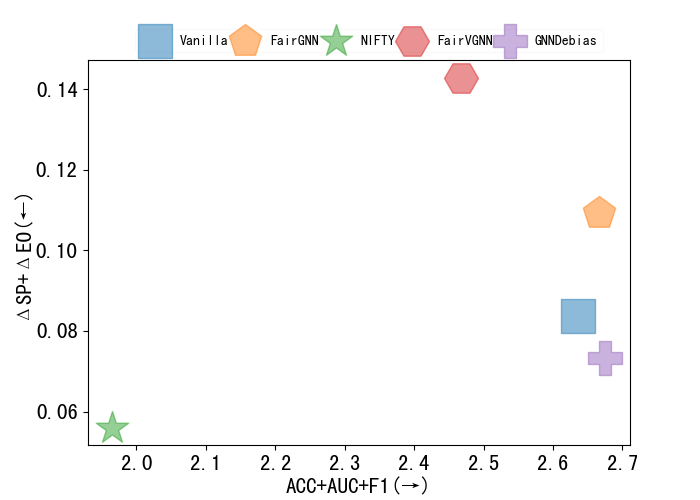 Vanilla FairGNN NIFTY FairVGNN GNNDebias
0.14
0.12
0.10
0.08
0.06
ΔSP+ΔEO(←)
2.0 2.1 2.2 2.3 2.4 2.5 2.6 2.7
ACC+AUC+F1(→)